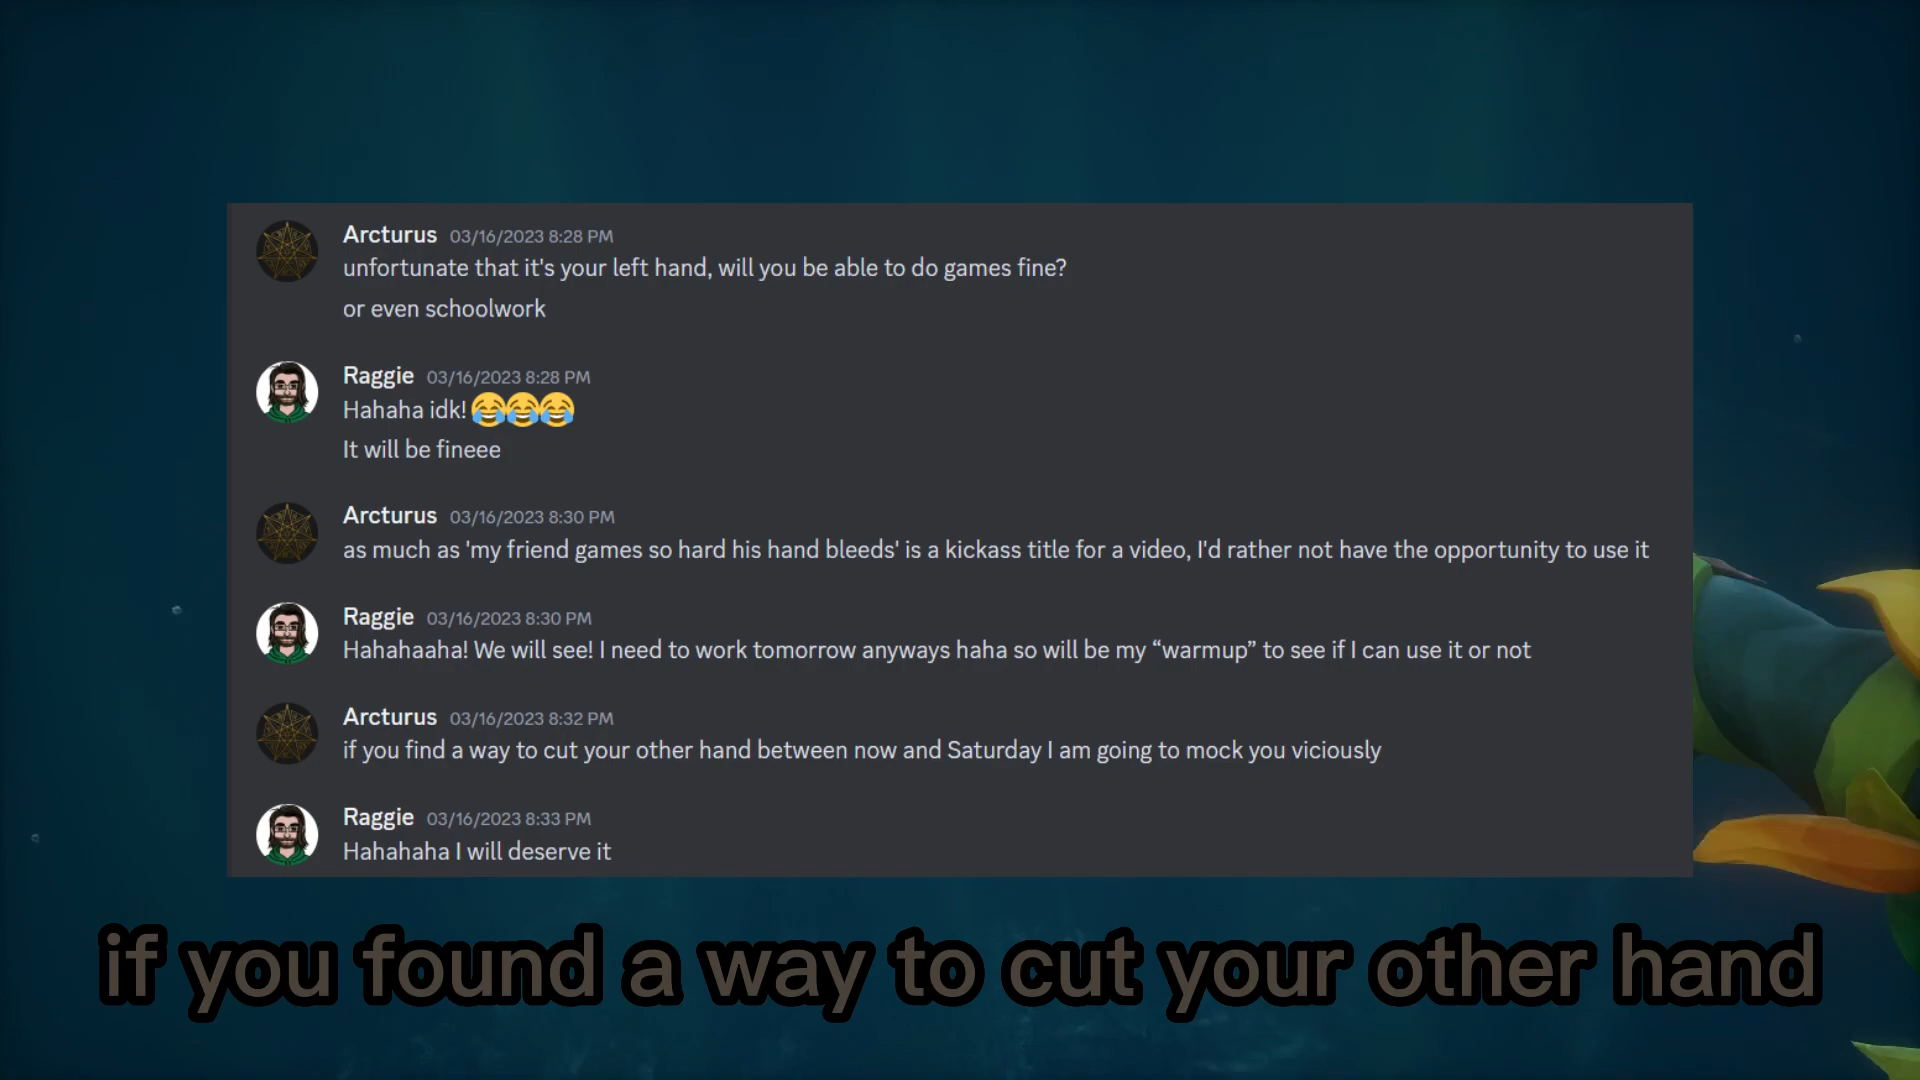 Arcturus 03/16/2023 8:28 PM
unfortunate that it's your left hand, will you be able to do games fine?
or even schoolwork
Raggie 03/16/2023 8:28 PM
Hahaha idk! 😂😂😂
It will be fineee
Arcturus 03/16/2023 8:30 PM
as much as 'my friend games so hard his hand bleeds' is a kickass title for a video, I'd rather not have the opportunity to use it
Raggie 03/16/2023 8:30 PM
Hahahaaha! We will see! I need to work tomorrow anyways haha so will be my “warmup” to see if I can use it or not
Arcturus 03/16/2023 8:32 PM
if you find a way to cut your other hand between now and Saturday I am going to mock you viciously
Raggie 03/16/2023 8:33 PM
Hahahaha I will deserve it
if you found a way to cut your other hand